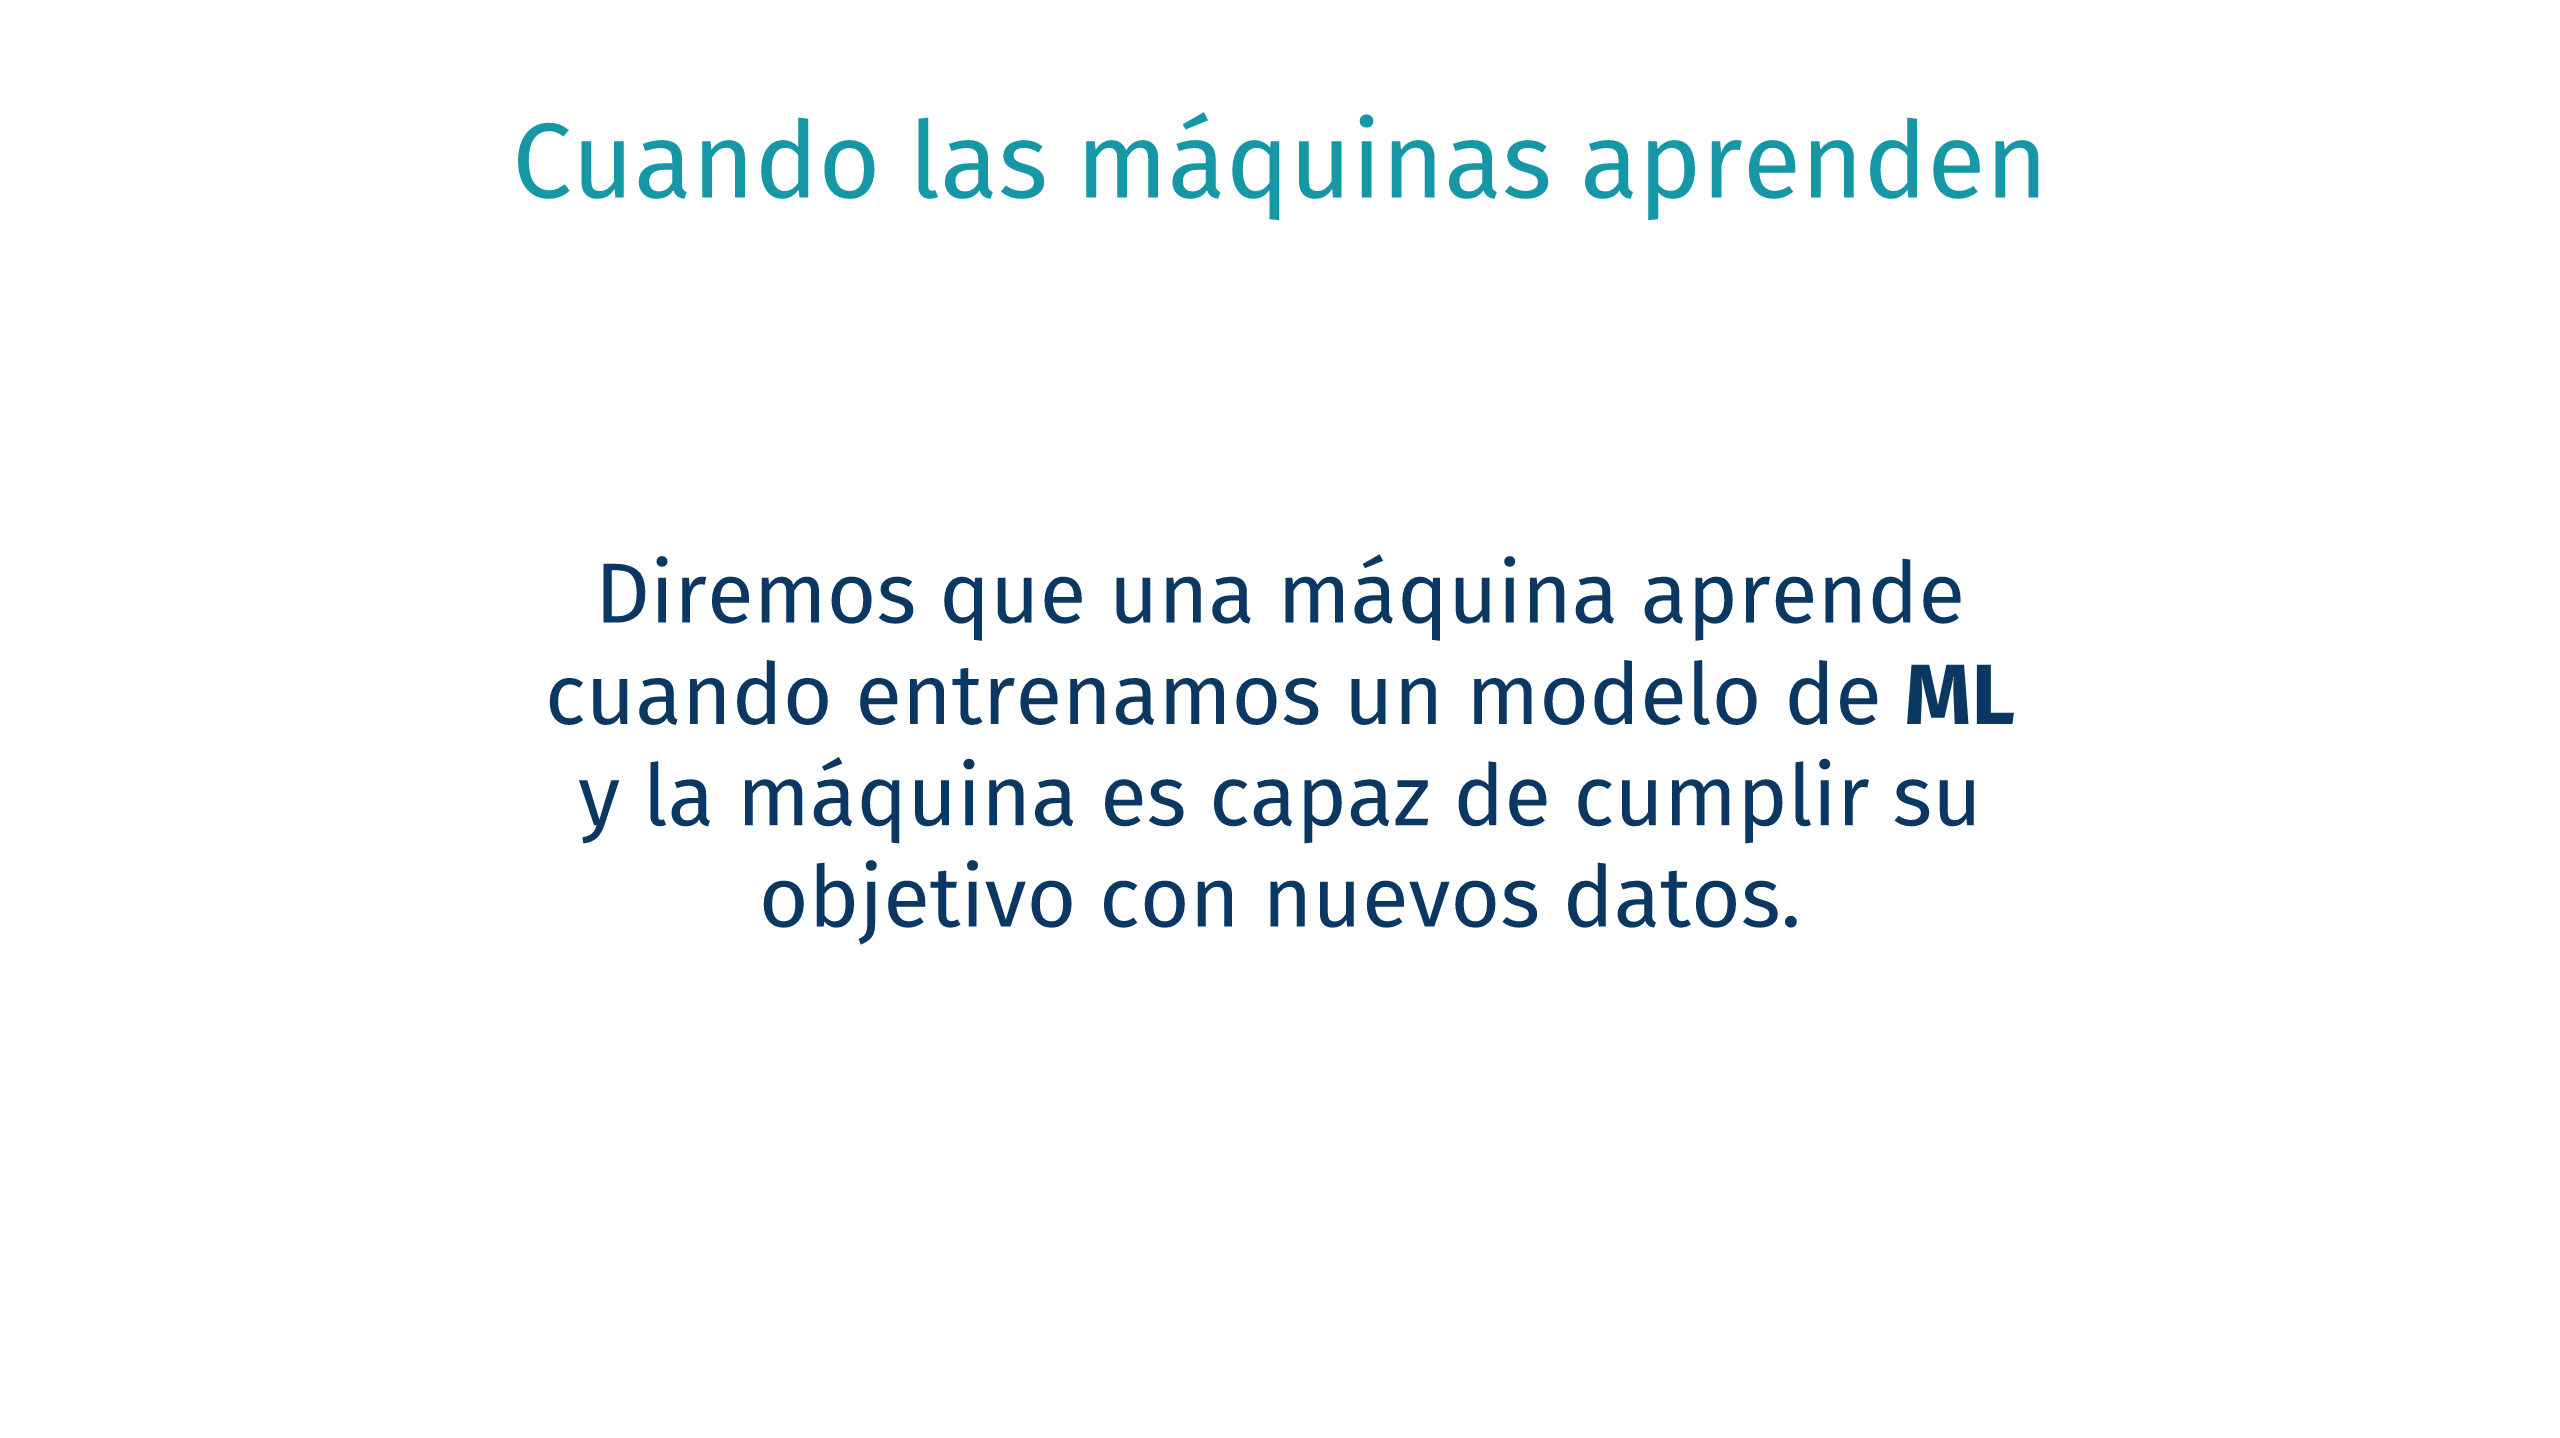 Cuando las máquinas aprenden
Diremos que una máquina aprende
cuando entrenamos un modelo de ML
y la máquina es capaz de cumplir su
objetivo con nuevos datos.